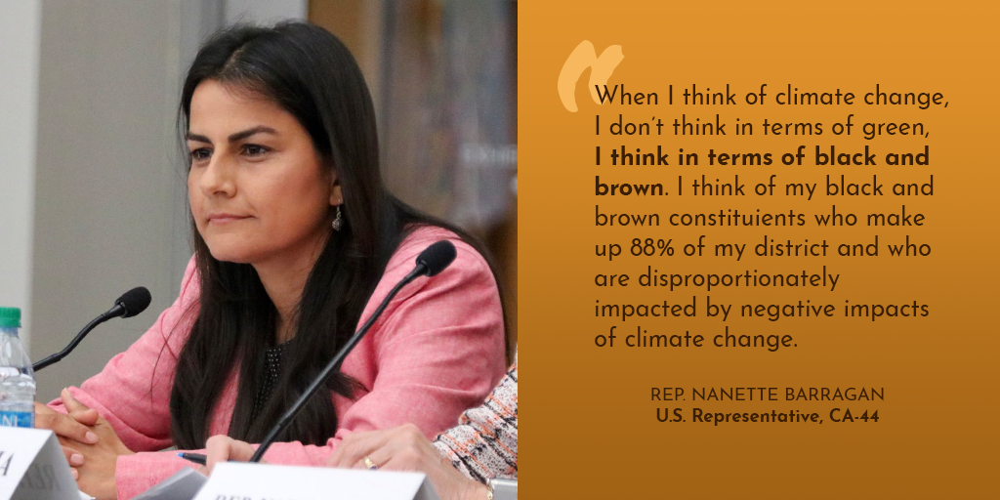 When I think of climate change,
I don't think in terms of green,
I think in terms of black and
brown. I think of my black and
brown constituients who make
up 88% of my district and who
are disproportionately
impacted by negative impacts
of climate change.
REP. NANETTE BARRAGAN
U.S. Representative, CA-44